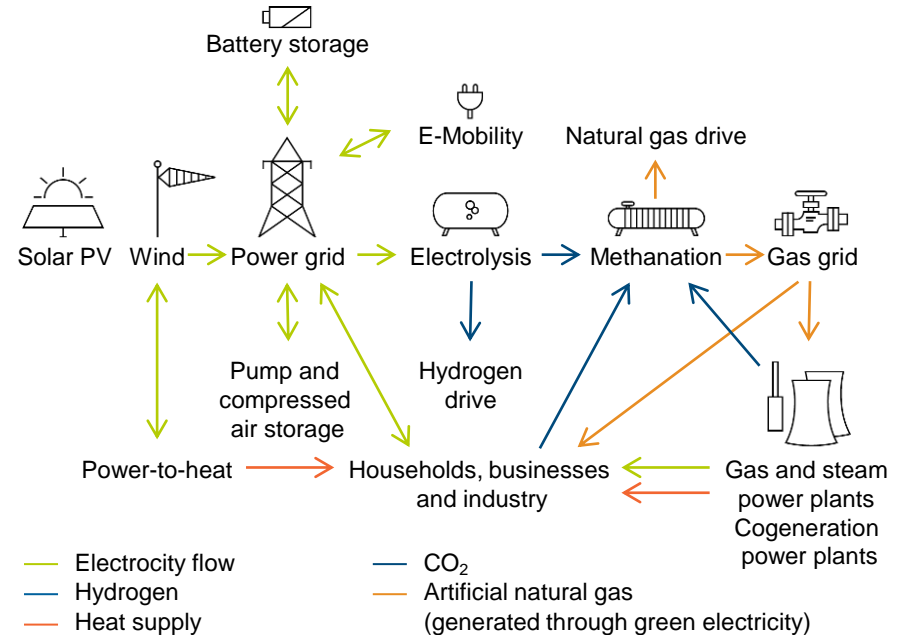 Battery storage
E-Mobility
Natural gas drive
Solar PV
Wind
Power grid
Electrolysis
Methanation
Gas grid
Pump and
compressed
air storage
Hydrogen
drive
Power-to-heat
Households, businesses
and industry
Gas and steam
power plants
Cogeneration
power plants
Electrocity flow
Hydrogen
Heat supply
CO₂
Artificial natural gas
(generated through green electricity)